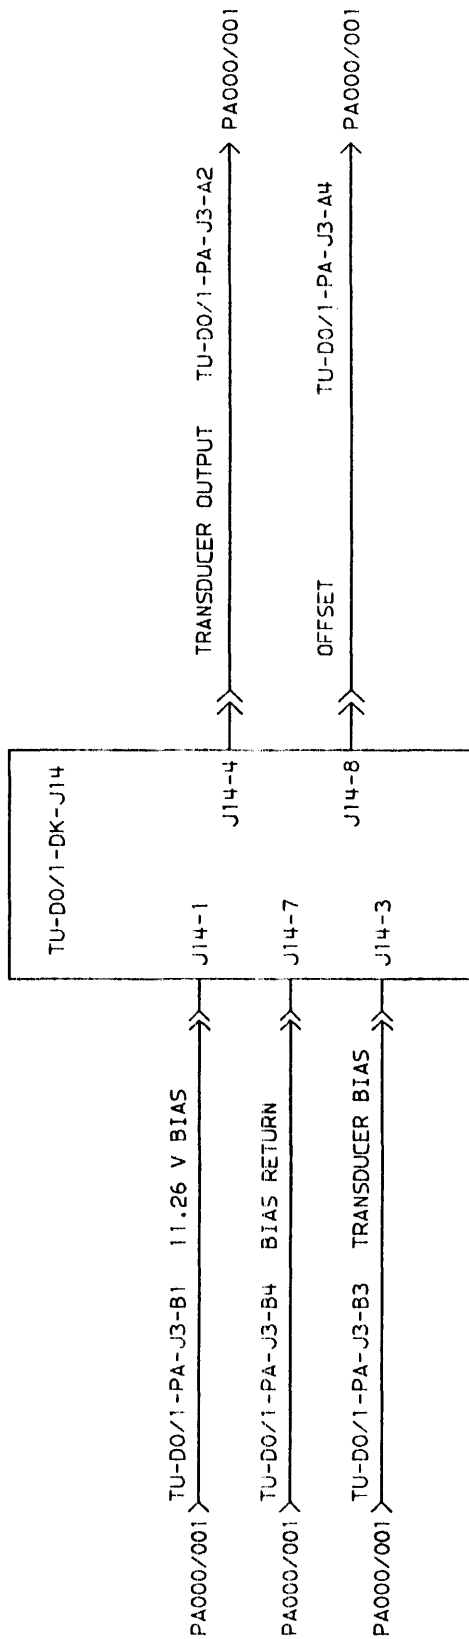 TU-D0/1-DK-J14
PA000/001
TU-D0/1-PA-J3-B1 11.26 V BIAS
J14-1
PA000/001
TU-D0/1-PA-J3-B4 BIAS RETURN
J14-7
PA000/001
TU-D0/1-PA-J3-B3 TRANSDUCER BIAS
J14-3
J14-4
TRANSDUCER OUTPUT TU-D0/1-PA-J3-A2
PA000/001
J14-8
OFFSET TU-D0/1-PA-J3-A4
PA000/001